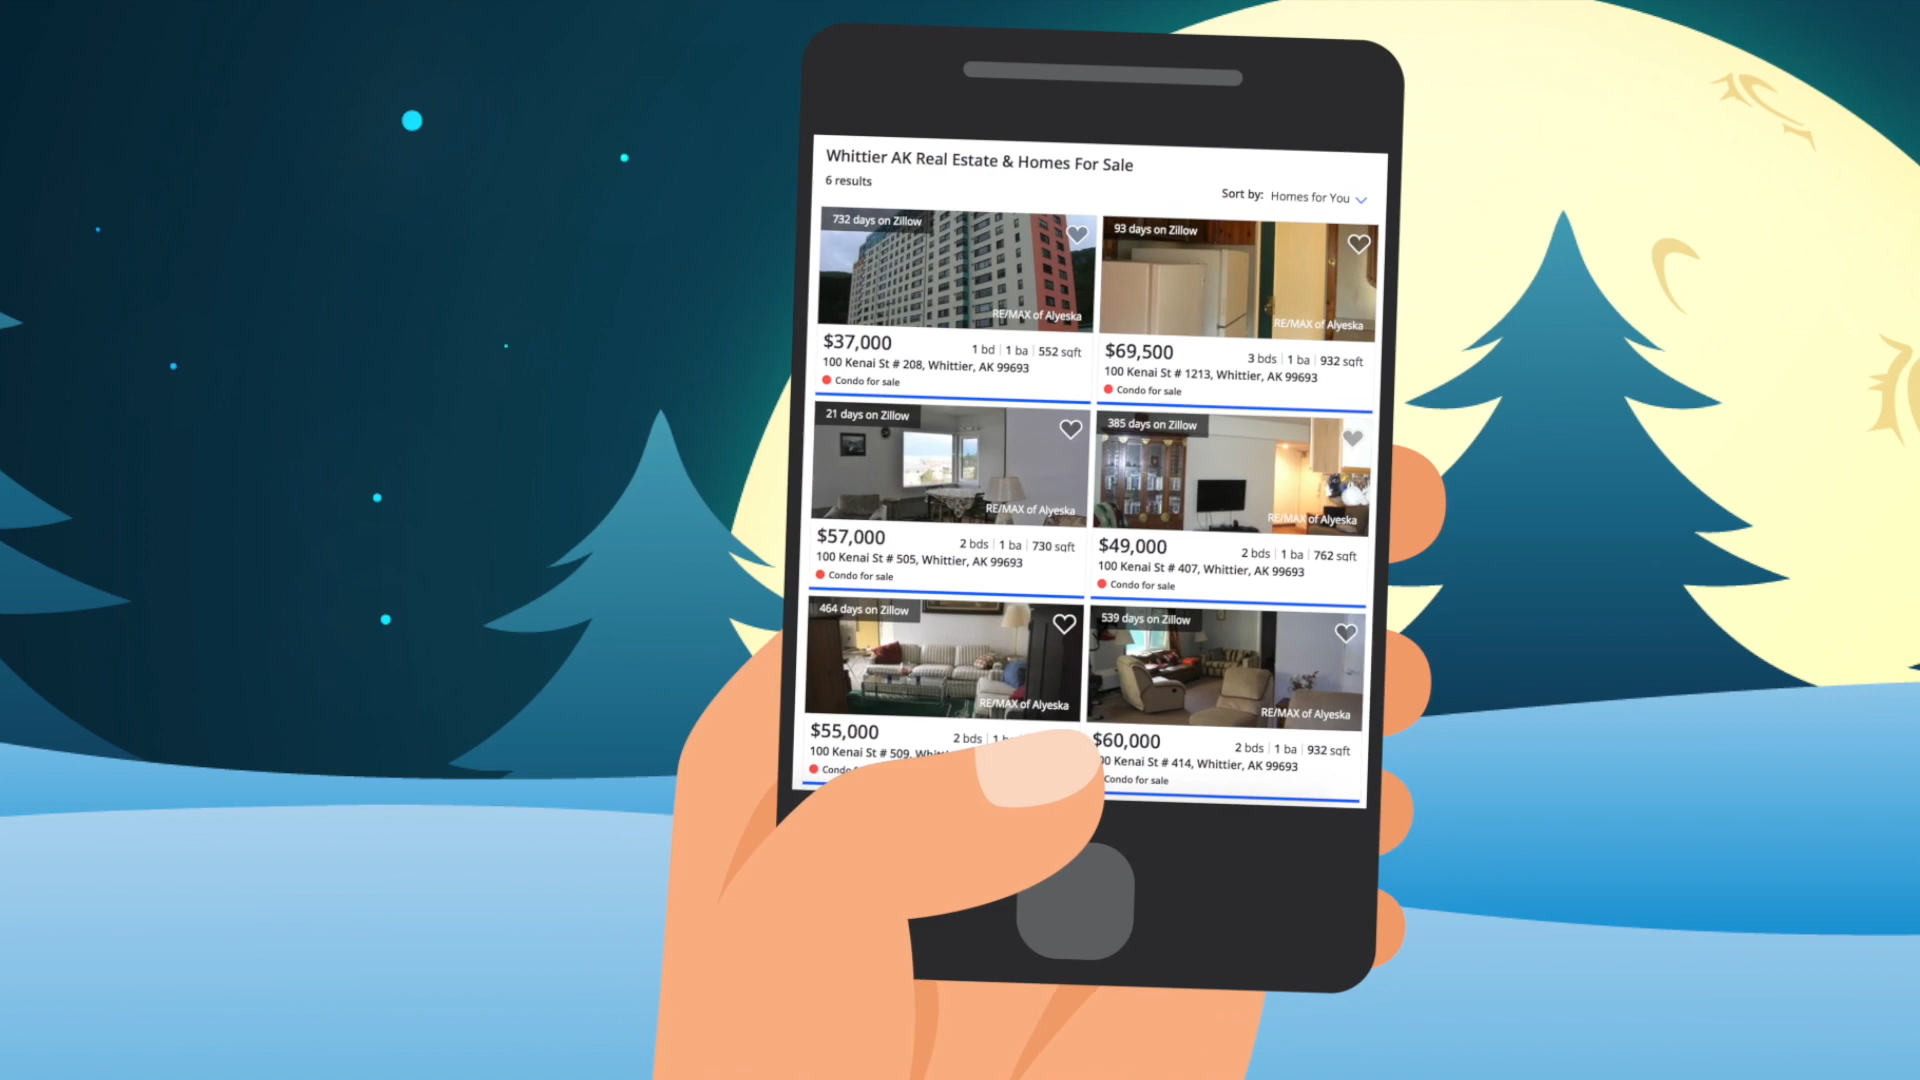 Whittier AK Real Estate & Homes For Sale
6 results
Sort by: Homes for You
732 days on Zillow
RE/MAX of Alyeska
$37,000
1 bd | 1 ba | 552 sqft
100 Kenai St # 208, Whittier, AK 99693
Condo for sale
93 days on Zillow
RE/MAX of Alyeska
$69,500
3 bds | 1 ba | 932 sqft
100 Kenai St # 1213, Whittier, AK 99693
Condo for sale
21 days on Zillow
RE/MAX of Alyeska
$57,000
2 bds | 1 ba | 730 sqft
100 Kenai St # 505, Whittier, AK 99693
Condo for sale
385 days on Zillow
RE/MAX of Alyeska
$49,000
2 bds | 1 ba | 762 sqft
100 Kenai St # 407, Whittier, AK 99693
Condo for sale
464 days on Zillow
RE/MAX of Alyeska
$55,000
2 bds | 1
100 Kenai St # 509,
539 days on Zillow
RE/MAX of Alyeska
$60,000
2 bds | 1 ba | 932 sqft
Kenai St # 414, Whittier, AK 99693
Condo for sale